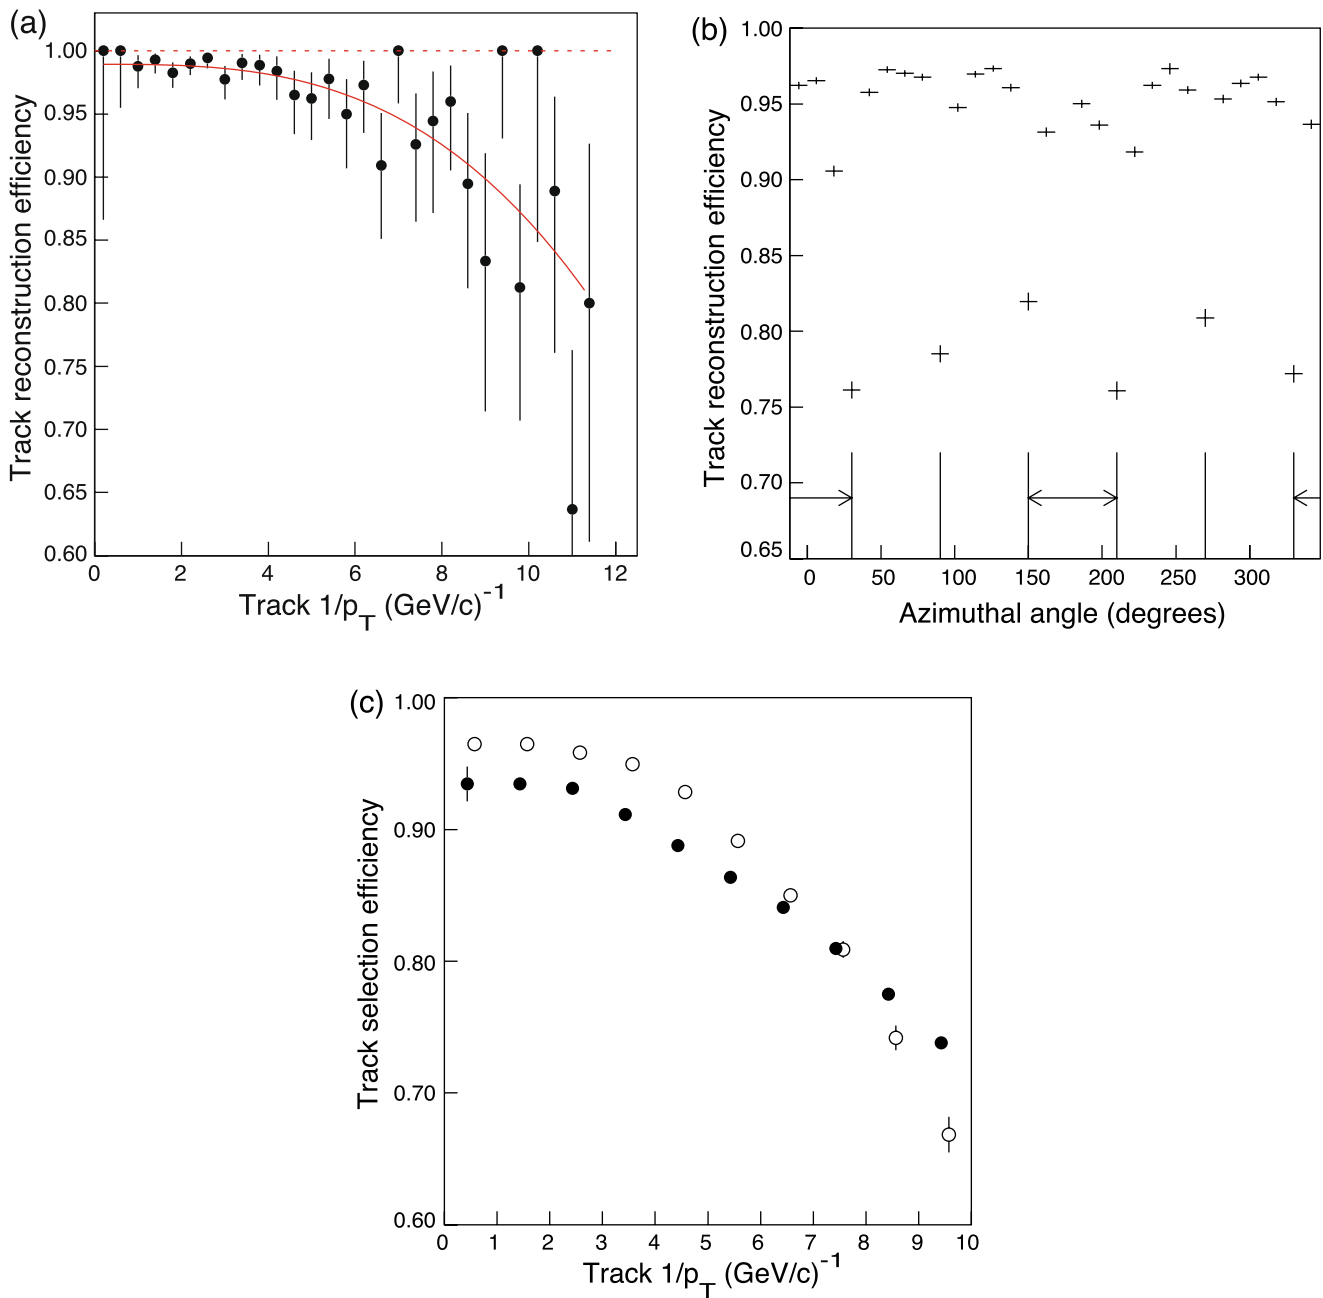 (a)
Track reconstruction efficiency
1.00
0.95
0.90
0.85
0.80
0.75
0.70
0.65
0.60
0 2 4 6 8 10 12
Track 1/p_T (GeV/c)^-1
(b)
Track reconstruction efficiency
1.00
0.95
0.90
0.85
0.80
0.75
0.70
0.65
0 50 100 150 200 250 300
Azimuthal angle (degrees)
(c)
Track selection efficiency
1.00
0.90
0.80
0.70
0.60
0 1 2 3 4 5 6 7 8 9 10
Track 1/p_T (GeV/c)^-1